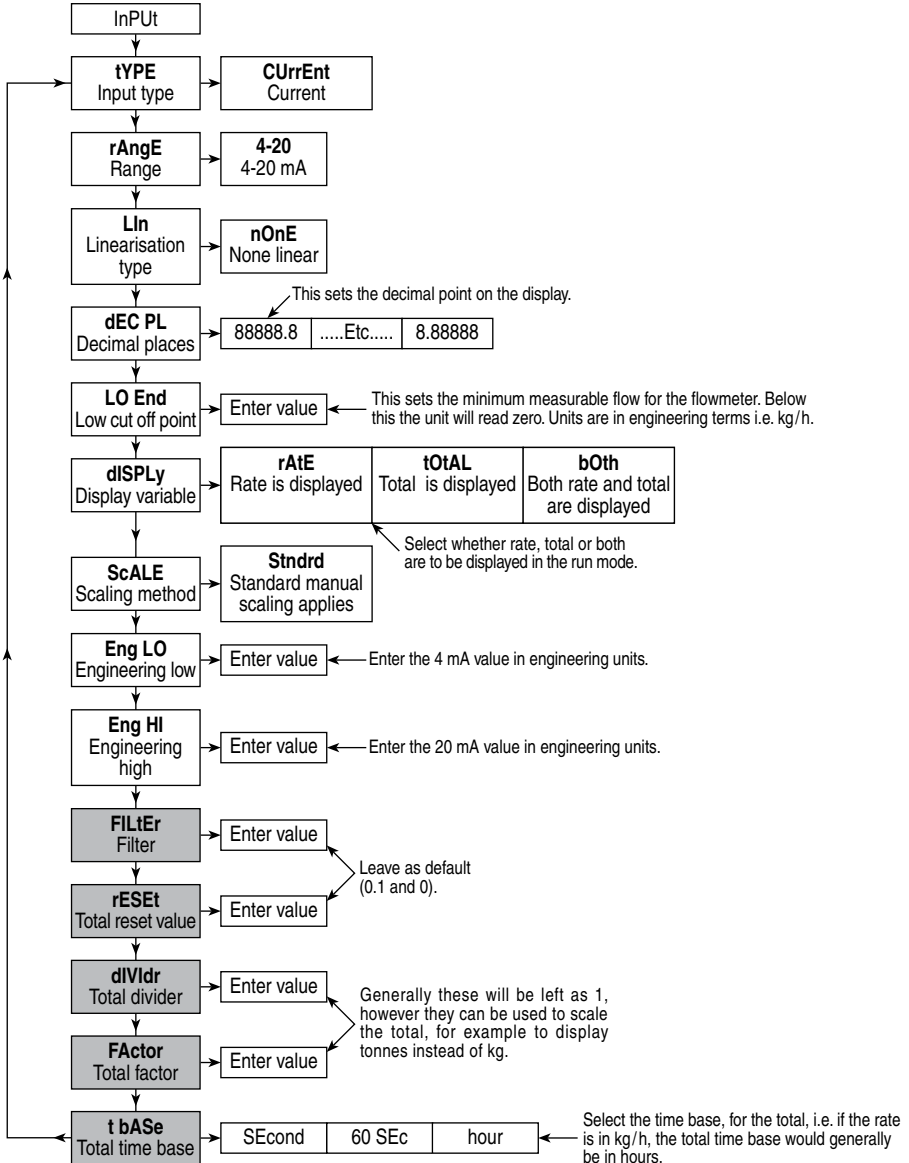 InPUt
tYPE
Input type
CUrrEnt
Current
rAngE
Range
4-20
4-20 mA
LIn
Linearisation
type
nOnE
None linear
This sets the decimal point on the display.
dEC PL
Decimal places
88888.8
.....Etc.....
8.88888
LO End
Low cut off point
Enter value
This sets the minimum measurable flow for the flowmeter. Below
this the unit will read zero. Units are in engineering terms i.e. kg/h.
dISPLy
Display variable
rAtE
Rate is displayed
tOtAL
Total is displayed
bOth
Both rate and total
are displayed
Select whether rate, total or both
are to be displayed in the run mode.
ScALE
Scaling method
Stndrd
Standard manual
scaling applies
Eng LO
Engineering low
Enter value
Enter the 4 mA value in engineering units.
Eng HI
Engineering
high
Enter value
Enter the 20 mA value in engineering units.
FILtEr
Filter
Enter value
Leave as default
(0.1 and 0).
rESEt
Total reset value
Enter value
dIVIdr
Total divider
Enter value
Generally these will be left as 1,
however they can be used to scale
the total, for example to display
tonnes instead of kg.
FActor
Total factor
Enter value
t bASe
Total time base
SEcond
60 SEc
hour
Select the time base, for the total, i.e. if the rate
is in kg/h, the total time base would generally
be in hours.